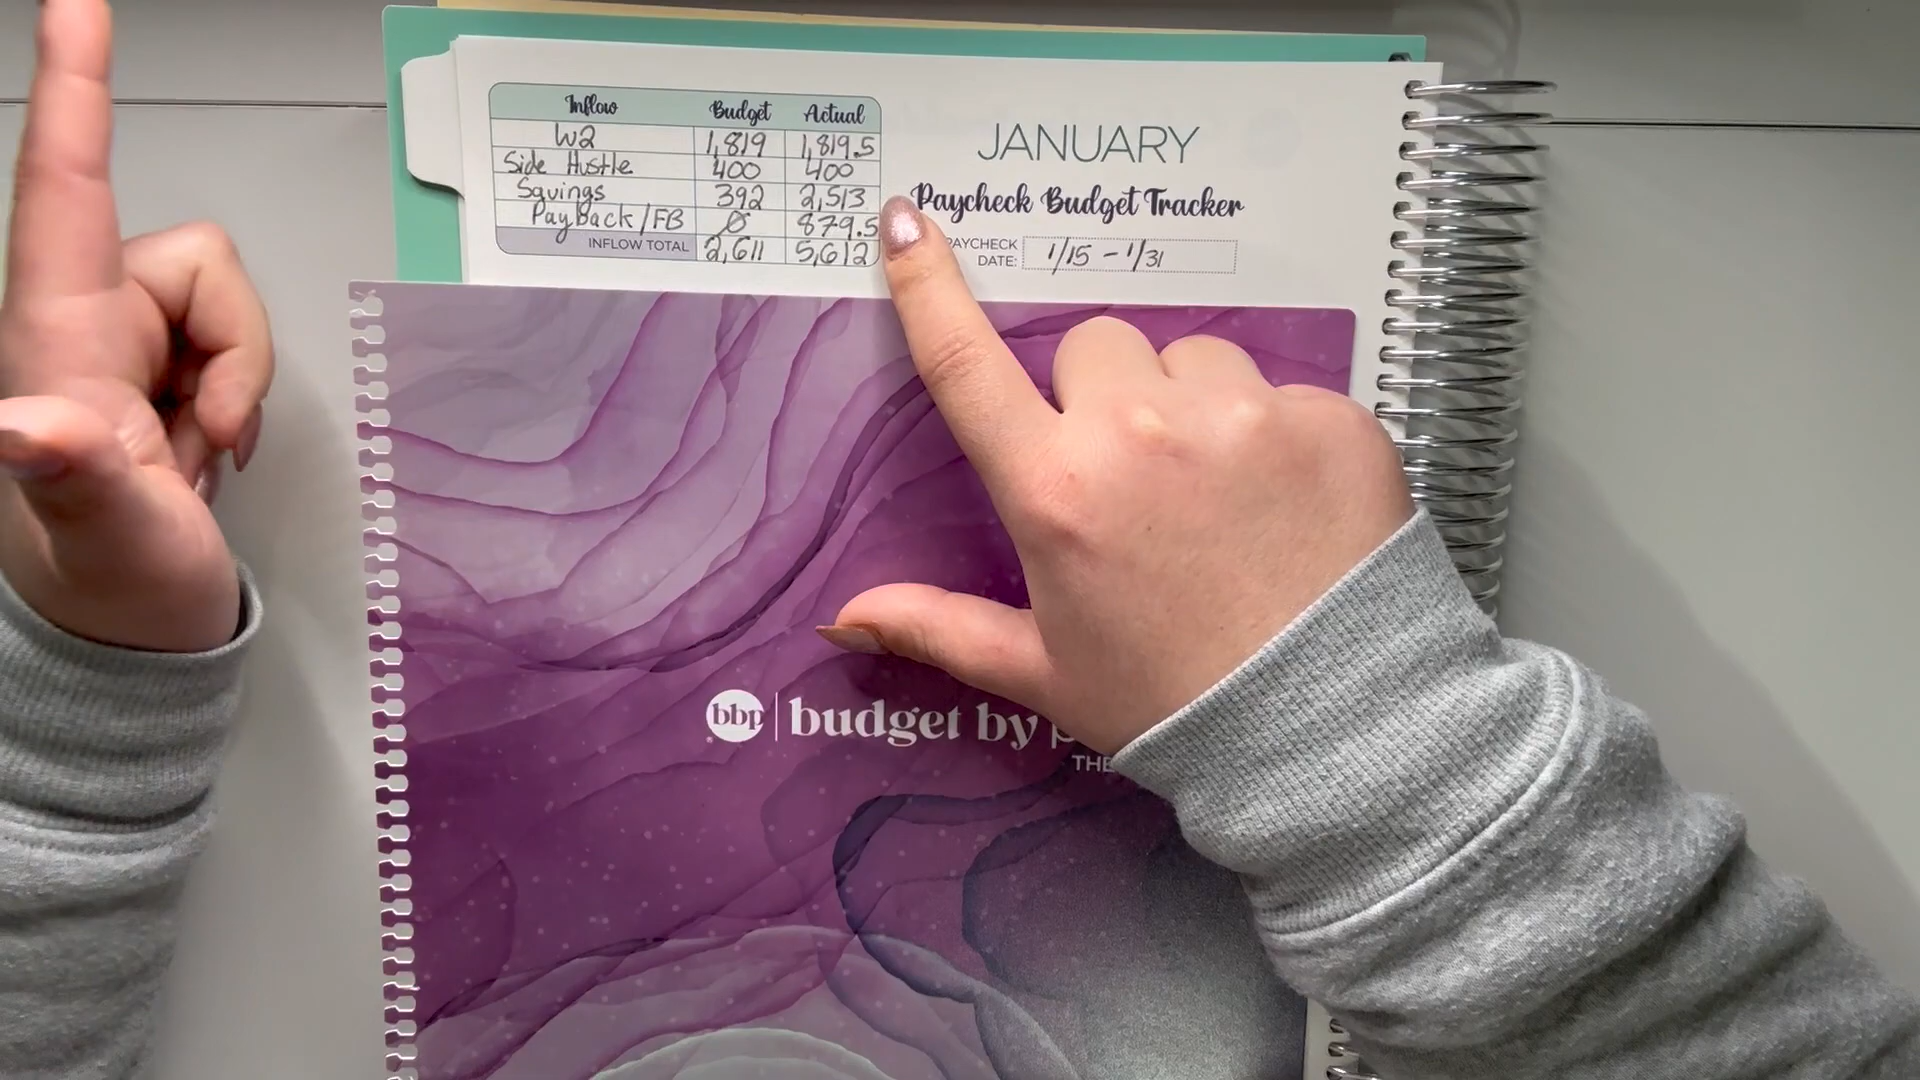 Inflow Budget Actual
W2 1,819 1,819.5
Side Hustle 400 400
Savings 392 2,513
PayBack/FB 0 879.5
INFLOW TOTAL 2,611 5,612
JANUARY
Paycheck Budget Tracker
PAYCHECK
DATE: 1/15 - 1/31
bbp | budget by p
THE